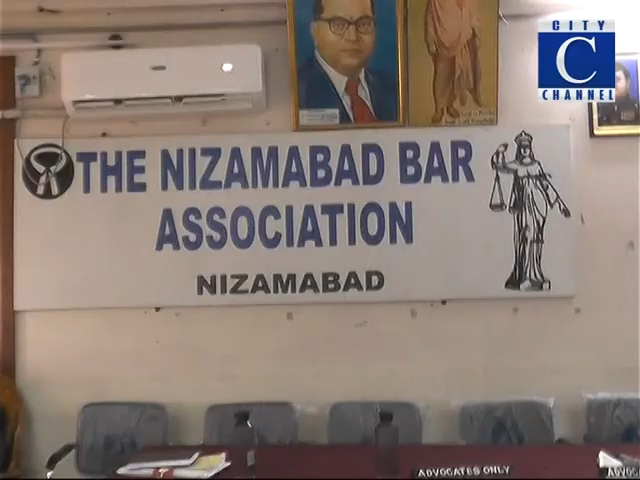 CITY
C
CHANNEL
THE NIZAMABAD BAR
ASSOCIATION
NIZAMABAD
ADVOCATES ONLY